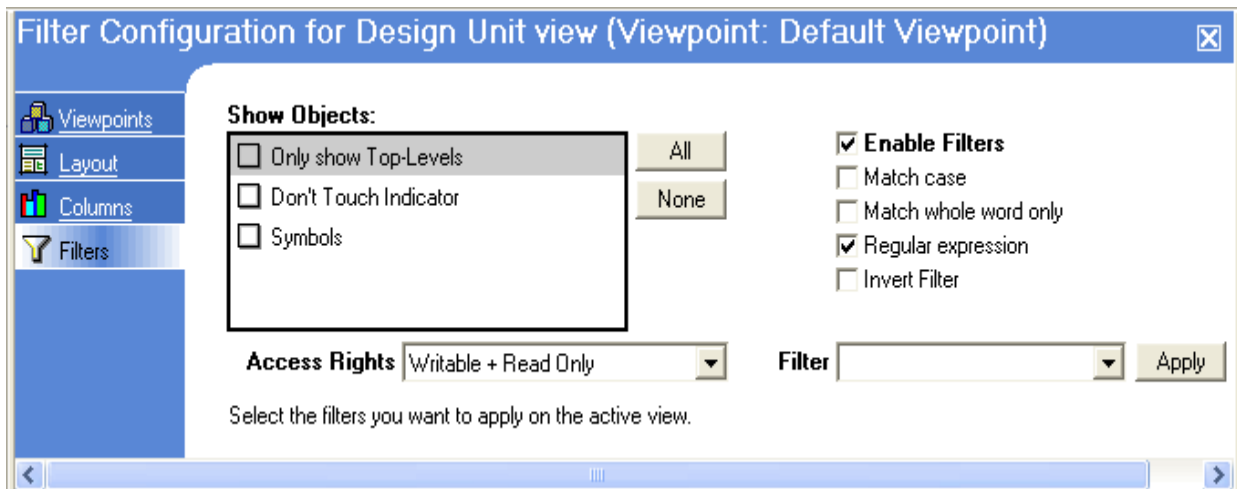 Filter Configuration for Design Unit view (Viewpoint: Default Viewpoint)
Viewpoints
Layout
Columns
Filters
Show Objects:
Only show Top-Levels
Don't Touch Indicator
Symbols
All
None
Enable Filters
Match case
Match whole word only
Regular expression
Invert Filter
Access Rights Writable + Read Only
Filter
Apply
Select the filters you want to apply on the active view.